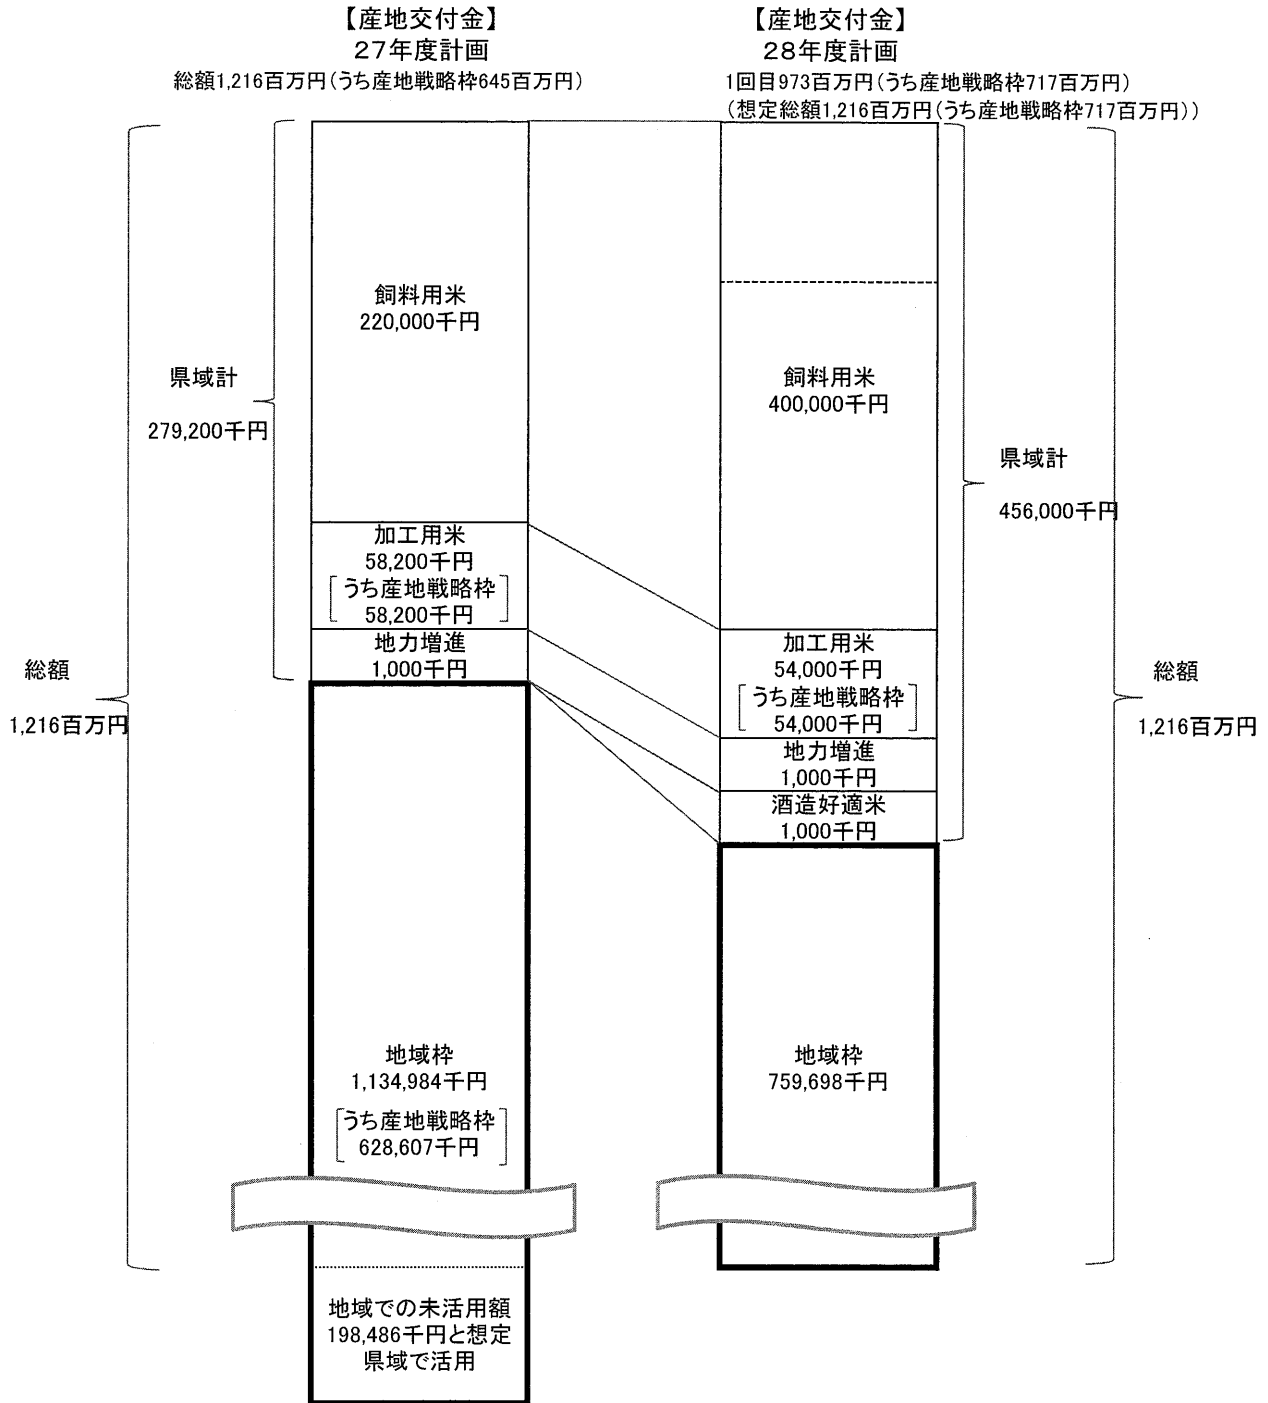 【産地交付金】
27年度計画
総額1,216百万円(うち産地戦略枠645百万円)
【産地交付金】
28年度計画
1回目973百万円(うち産地戦略枠717百万円)
(想定総額1,216百万円(うち産地戦略枠717百万円))
総額
1,216百万円
県域計
279,200千円
飼料用米
220,000千円
加工用米
58,200千円
うち産地戦略枠
58,200千円
地力増進
1,000千円
地域枠
1,134,984千円
うち産地戦略枠
628,607千円
地域での未活用額
198,486千円と想定
県域で活用
飼料用米
400,000千円
加工用米
54,000千円
うち産地戦略枠
54,000千円
地力増進
1,000千円
酒造好適米
1,000千円
地域枠
759,698千円
県域計
456,000千円
総額
1,216百万円